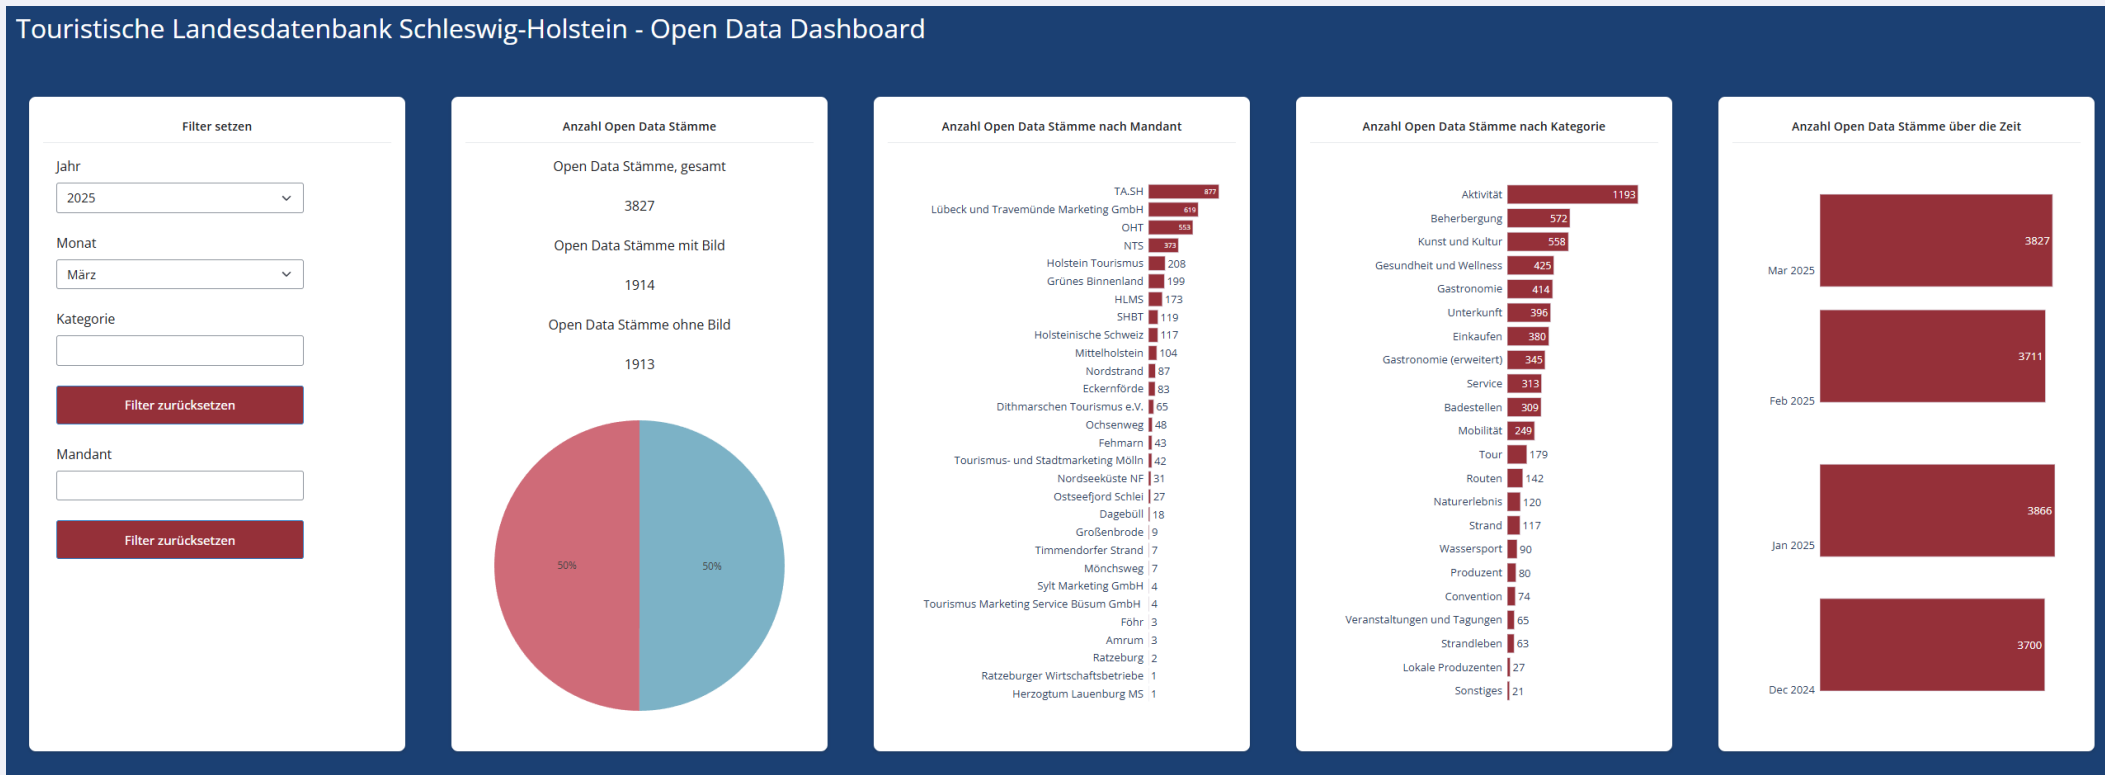 Touristische Landesdatenbank Schleswig-Holstein - Open Data Dashboard
Filter setzen
Jahr
2025
Monat
März
Kategorie
Filter zurücksetzen
Mandant
Filter zurücksetzen
Anzahl Open Data Stämme
Open Data Stämme, gesamt
3827
Open Data Stämme mit Bild
1914
Open Data Stämme ohne Bild
1913
50% 50%
Anzahl Open Data Stämme nach Mandant
TA.SH 877
Lübeck und Travemünde Marketing GmbH 619
OHT 553
NTS 373
Holstein Tourismus 208
Grünes Binnenland 199
HLMS 173
SHBT 119
Holsteinische Schweiz 117
Mittelholstein 104
Nordstrand 87
Eckernförde 83
Dithmarschen Tourismus e.V. 65
Ochsenweg 48
Fehmarn 43
Tourismus- und Stadtmarketing Mölln 42
Nordseeküste NF 31
Ostseefjord Schlei 27
Dagebüll 18
Großenbrode 9
Timmendorfer Strand 7
Mönchsweg 7
Sylt Marketing GmbH 4
Tourismus Marketing Service Büsum GmbH 4
Föhr 3
Amrum 3
Ratzeburg 2
Ratzeburger Wirtschaftsbetriebe 1
Herzogtum Lauenburg MS 1
Anzahl Open Data Stämme nach Kategorie
Aktivität 1193
Beherbergung 572
Kunst und Kultur 558
Gesundheit und Wellness 425
Gastronomie 414
Unterkunft 396
Einkaufen 380
Gastronomie (erweitert) 345
Service 313
Badestellen 309
Mobilität 249
Tour 179
Routen 142
Naturerlebnis 120
Strand 117
Wassersport 90
Produzent 80
Convention 74
Veranstaltungen und Tagungen 65
Strandleben 63
Lokale Produzenten 27
Sonstiges 21
Anzahl Open Data Stämme über die Zeit
Mar 2025 3827
Feb 2025 3711
Jan 2025 3866
Dec 2024 3700